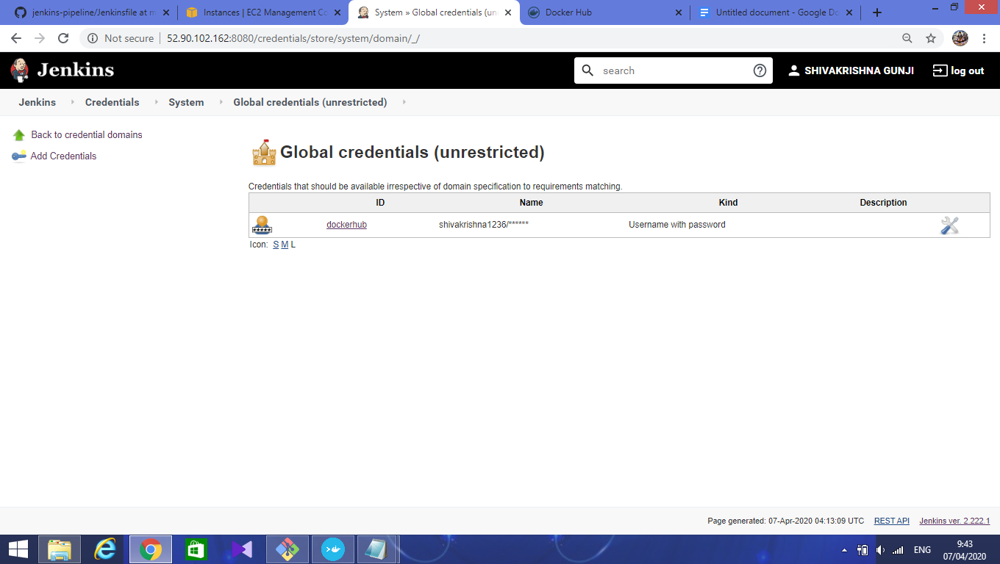 jenkins-pipeline/Jenkinsfile at m
Instances | EC2 Management Co
System » Global credentials (un
Docker Hub
Untitled document - Google Do
Not secure
52.90.102.162:8080/credentials/store/system/domain/_/
Jenkins
search
SHIVAKRISHNA GUNJI
log out
Jenkins
Credentials
System
Global credentials (unrestricted)
Back to credential domains
Add Credentials
Global credentials (unrestricted)
Credentials that should be available irrespective of domain specification to requirements matching.
ID Name Kind Description
dockerhub shivakrishna1236/****** Username with password
Icon: S M L
Page generated: 07-Apr-2020 04:13:09 UTC REST API Jenkins ver. 2.222.1
ENG
9:43
07/04/2020